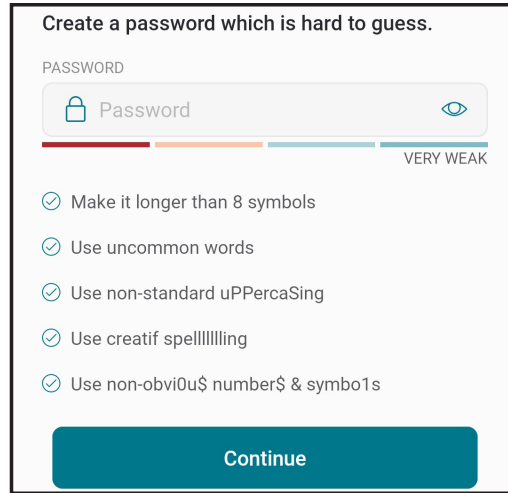 Create a password which is hard to guess.
PASSWORD
Password
VERY WEAK
Make it longer than 8 symbols
Use uncommon words
Use non-standard uPPercaSing
Use creatif spellllllling
Use non-obvi0u$ number$ & symbo1s
Continue